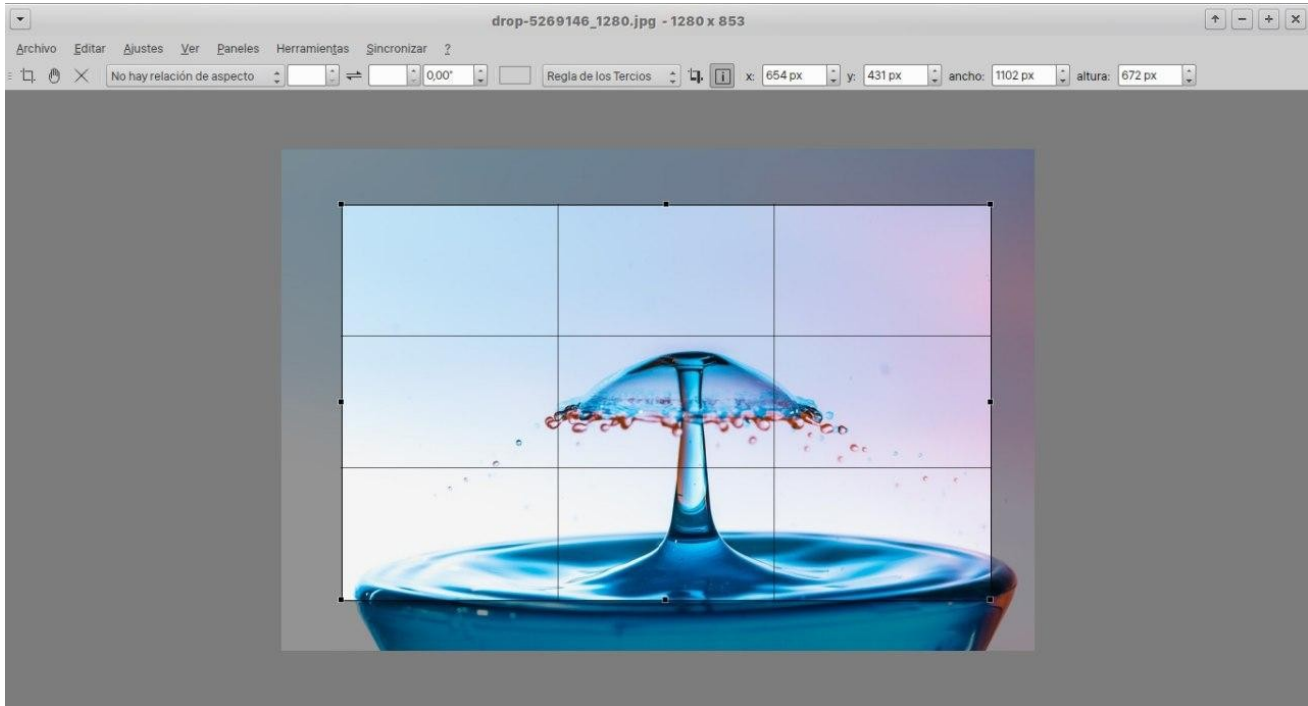 drop-5269146_1280.jpg - 1280 x 853
Archivo Editar Ajustes Ver Paneles Herramientas Sincronizar ?
No hay relación de aspecto 0,00° Regla de los Tercios x: 654 px y: 431 px ancho: 1102 px altura: 672 px